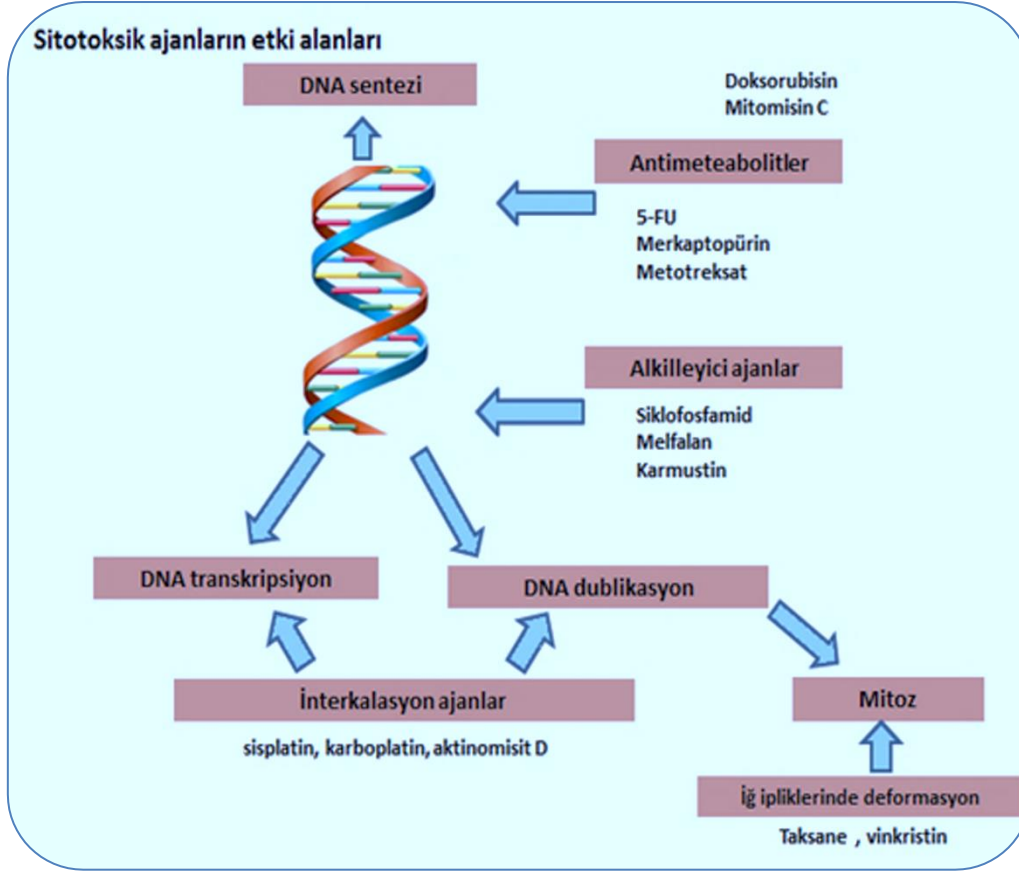 Sitotoksik ajanların etki alanları
DNA sentezi
Doksorubisin
Mitomisin C
Antimeteabolitler
5-FU
Merkaptopürin
Metotreksat
Alkilleyici ajanlar
Siklofosfamid
Melfalan
Karmustin
DNA transkripsiyon
DNA dublikasyon
İnterkalasyon ajanlar
sisplatin, karboplatin, aktinomisit D
Mitoz
İğ ipliklerinde deformasyon
Taksane , vinkristin